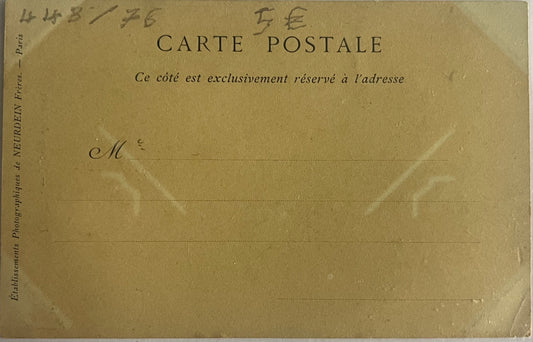 448/76
5 €
CARTE POSTALE
Ce côté est exclusivement réservé à l'adresse
M
Établissements Photographiques de NEURDEIN Frères. — Paris